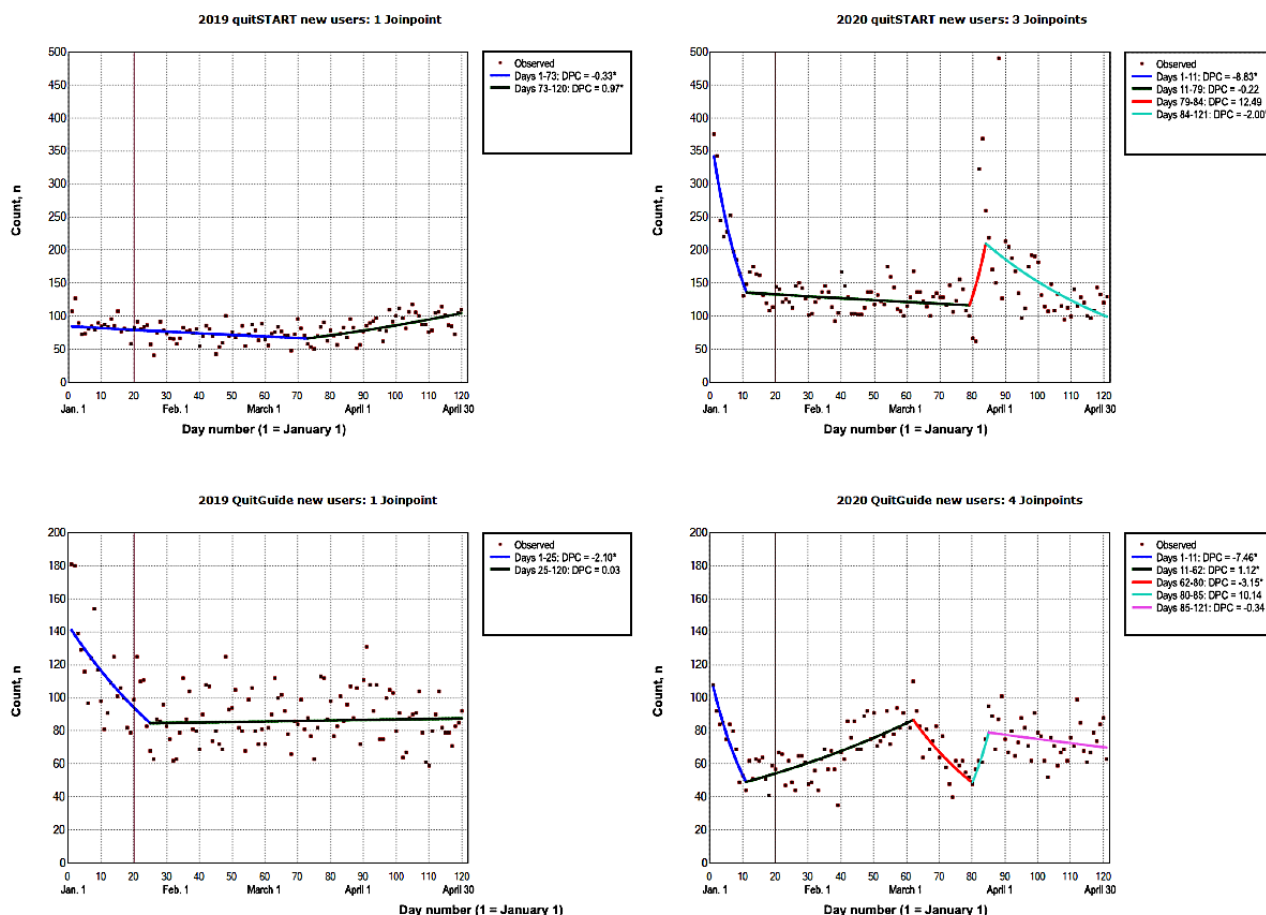 2019 quitSTART new users: 1 Joinpoint
500
450
400
350
300
250
200
150
100
50
0
Count, n
0 10 20 30 40 50 60 70 80 90 100 110 120
Jan. 1 Feb. 1 March 1 April 1 April 30
Day number (1 = January 1)
Observed
Days 1-73: DPC = -0.33*
Days 73-120: DPC = 0.97*
2020 quitSTART new users: 3 Joinpoints
500
450
400
350
300
250
200
150
100
50
0
Count, n
0 10 20 30 40 50 60 70 80 90 100 110 120
Jan. 1 Feb. 1 March 1 April 1 April 30
Day number (1 = January 1)
Observed
Days 1-11: DPC = -8.83*
Days 11-79: DPC = -0.22
Days 79-84: DPC = 12.49
Days 84-121: DPC = -2.00*
2019 QuitGuide new users: 1 Joinpoint
200
180
160
140
120
100
80
60
40
20
0
Count, n
0 10 20 30 40 50 60 70 80 90 100 110 120
Jan. 1 Feb. 1 March 1 April 1 April 30
Day number (1 = January 1)
Observed
Days 1-25: DPC = -2.10*
Days 25-120: DPC = 0.03
2020 QuitGuide new users: 4 Joinpoints
200
180
160
140
120
100
80
60
40
20
0
Count, n
0 10 20 30 40 50 60 70 80 90 100 110 120
Jan. 1 Feb. 1 March 1 April 1 April 30
Day number (1 = January 1)
Observed
Days 1-11: DPC = -7.46*
Days 11-62: DPC = 1.12*
Days 62-80: DPC = -3.15*
Days 80-85: DPC = 10.14
Days 85-121: DPC = -0.34